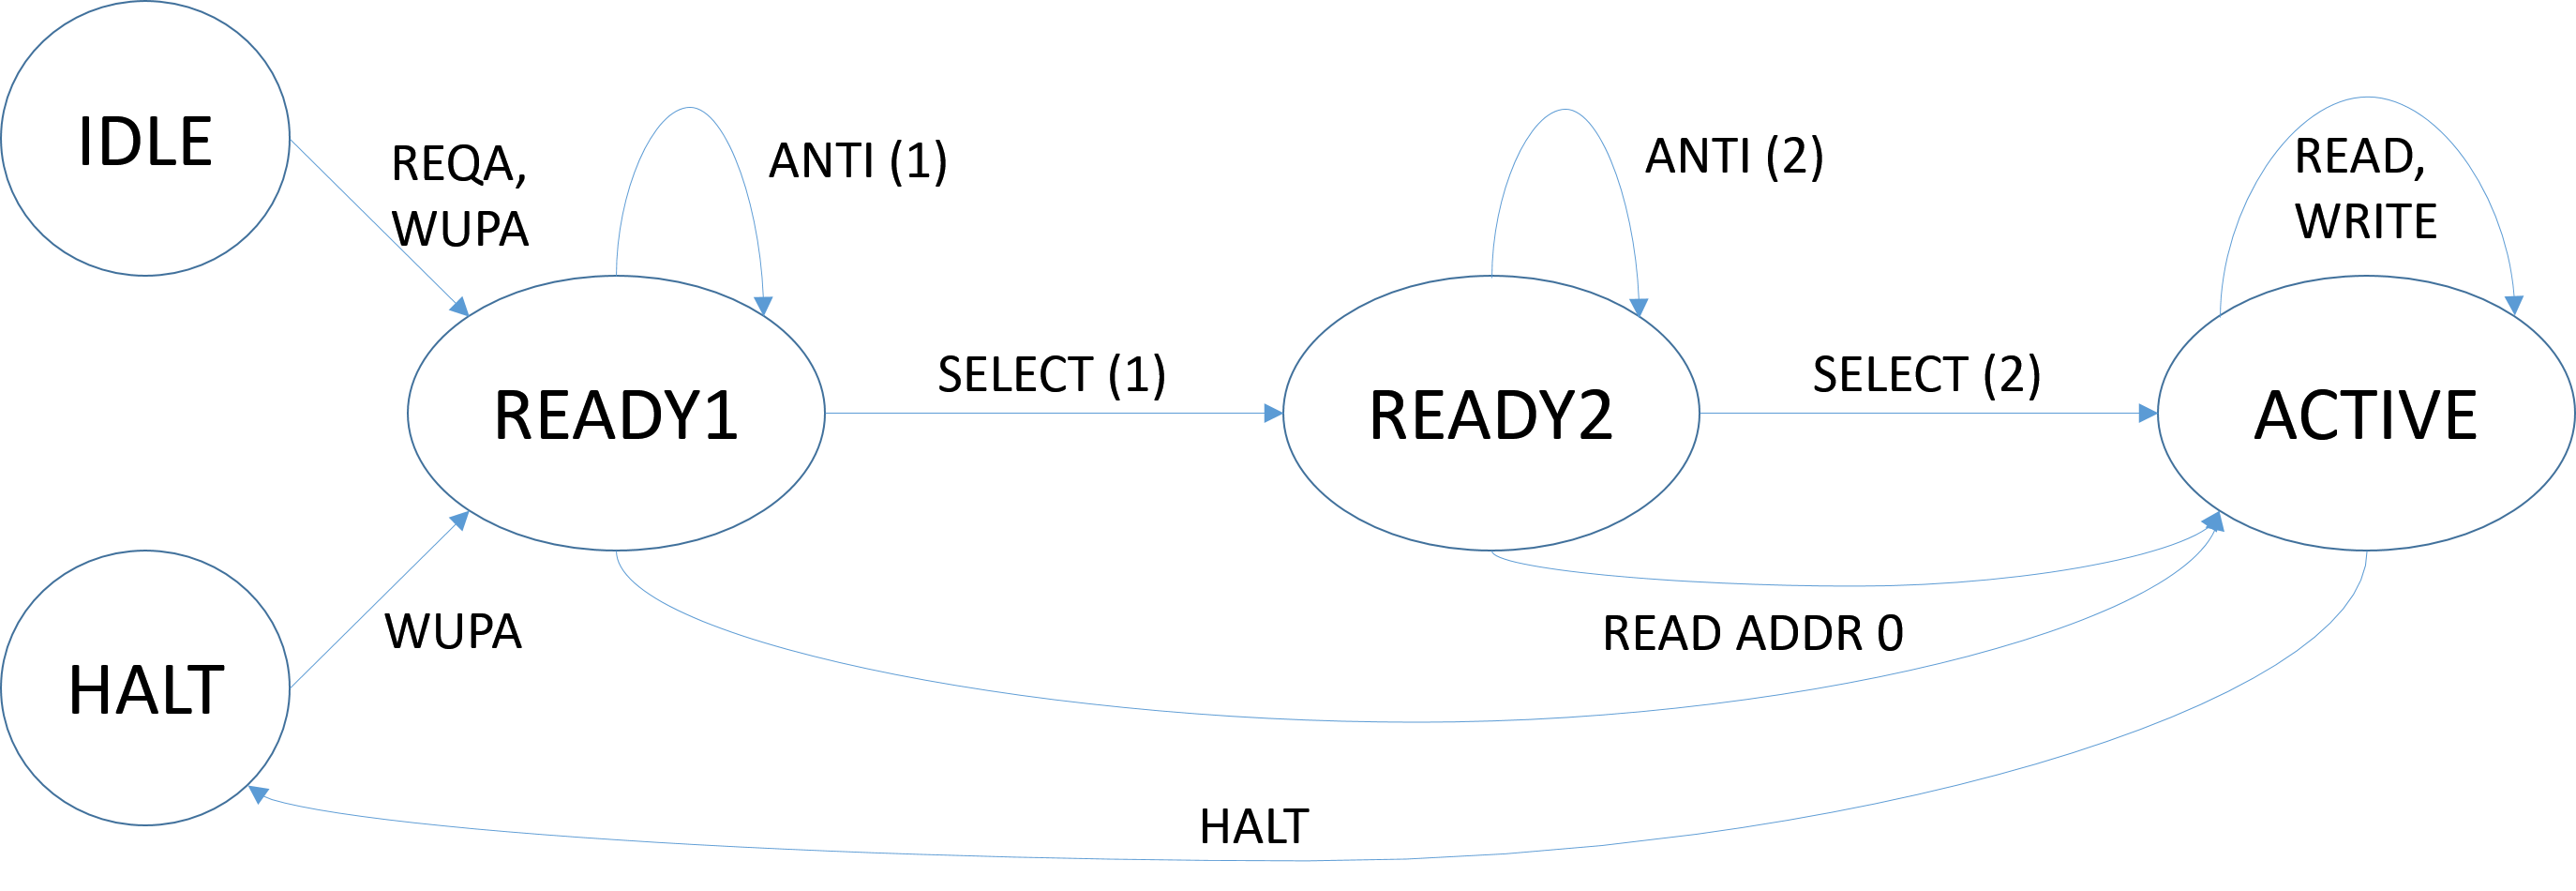 IDLE
REQA,
WUPA
ANTI (1)
ANTI (2)
READ,
WRITE
SELECT (1)
SELECT (2)
READY1
READY2
ACTIVE
WUPA
READ ADDR 0
HALT
HALT